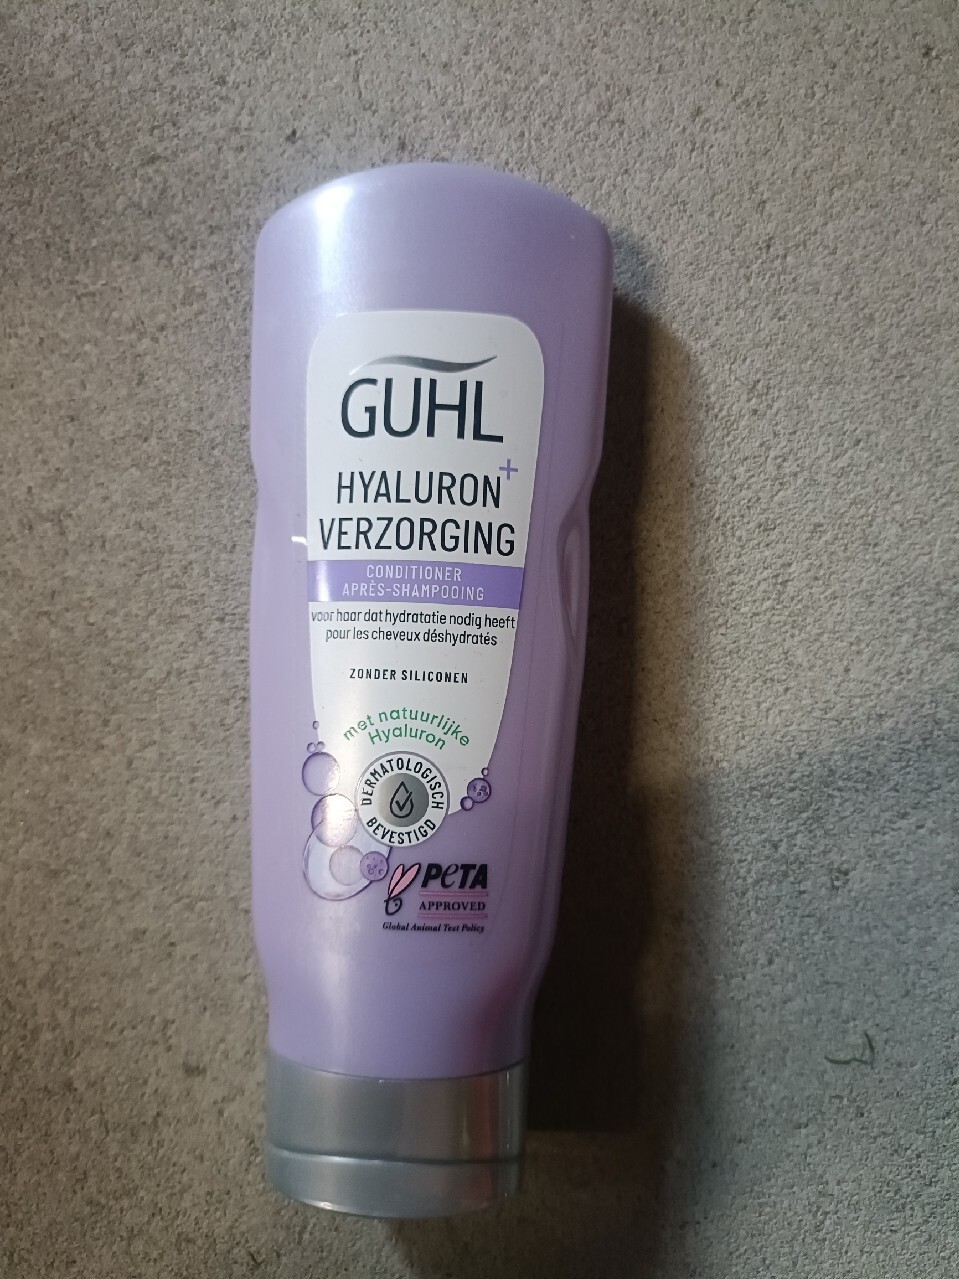 GUHL
HYALURON+
VERZORGING
CONDITIONER
APRÈS-SHAMPOOING
voor haar dat hydratatie nodig heeft
pour les cheveux déshydratés
ZONDER SILICONEN
met natuurlijke
Hyaluron
DERMATOLOGISCH
BEVESTIGD
PeTA
APPROVED
Global Animal Test Policy